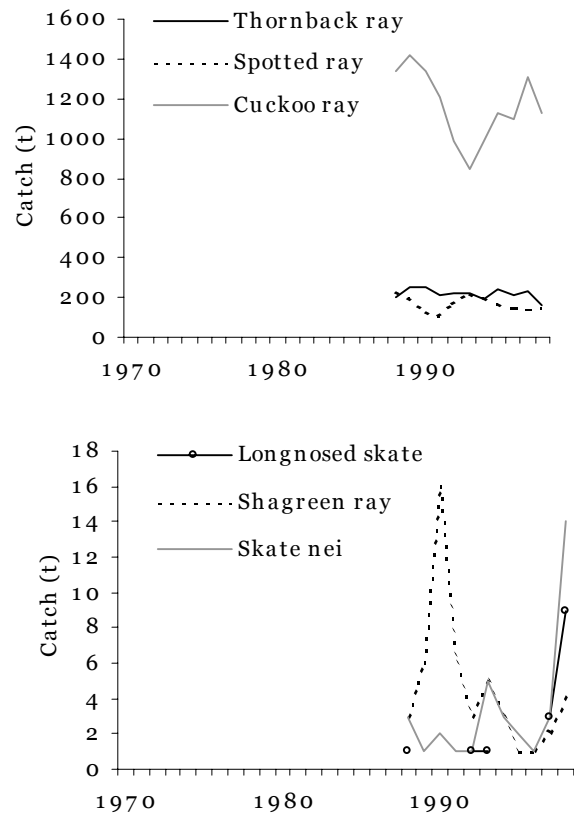 1600
1400
1200
1000
800
600
400
200
0
Catch (t)
Thornback ray
Spotted ray
Cuckoo ray
1970 1980 1990
18
16
14
12
10
8
6
4
2
0
Catch (t)
Longnosed skate
Shagreen ray
Skate nei
1970 1980 1990